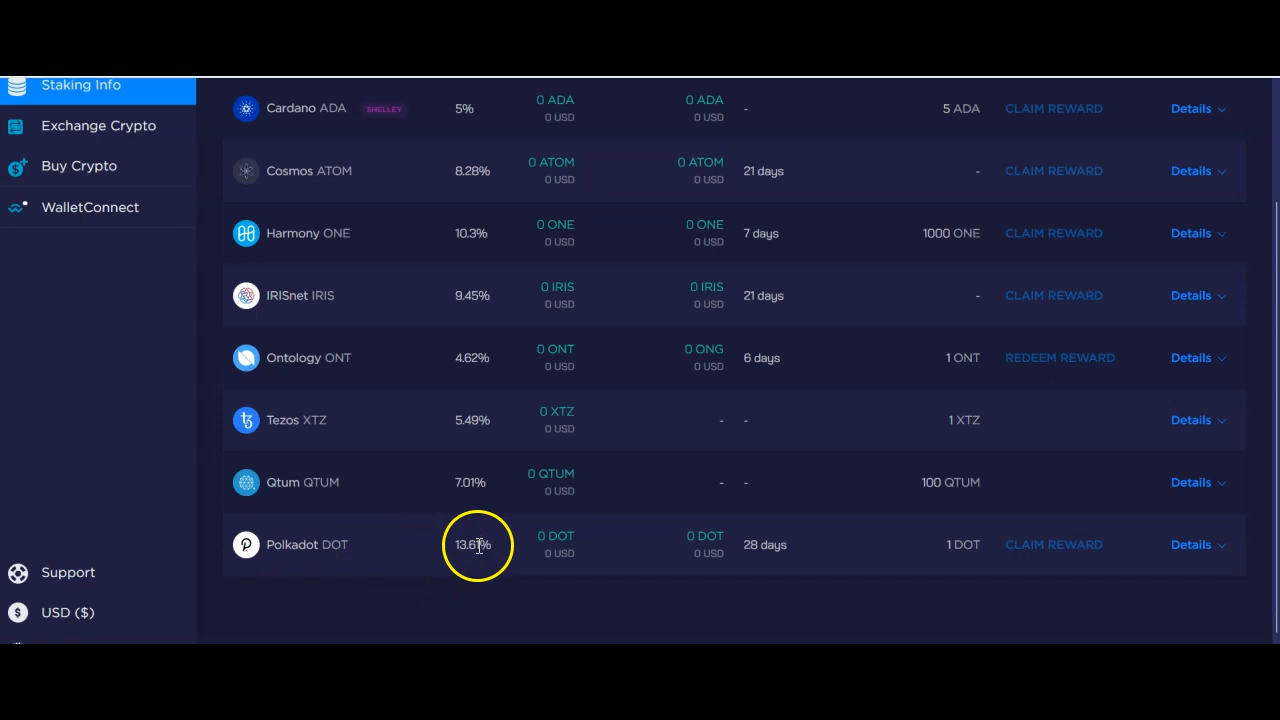 Staking Info
Exchange Crypto
Buy Crypto
WalletConnect
Support
USD ($)
Cardano ADA SHELLEY 5% 0 ADA 0 ADA - 5 ADA CLAIM REWARD Details
0 USD 0 USD
Cosmos ATOM 8.28% 0 ATOM 0 ATOM 21 days - CLAIM REWARD Details
0 USD 0 USD
Harmony ONE 10.3% 0 ONE 0 ONE 7 days 1000 ONE CLAIM REWARD Details
0 USD 0 USD
IRISnet IRIS 9.45% 0 IRIS 0 IRIS 21 days - CLAIM REWARD Details
0 USD 0 USD
Ontology ONT 4.62% 0 ONT 0 ONG 6 days 1 ONT REDEEM REWARD Details
0 USD 0 USD
Tezos XTZ 5.49% 0 XTZ - - 1 XTZ Details
0 USD
Qtum QTUM 7.01% 0 QTUM - - 100 QTUM Details
0 USD
Polkadot DOT 0 DOT 0 DOT 28 days 1 DOT CLAIM REWARD Details
0 USD 0 USD